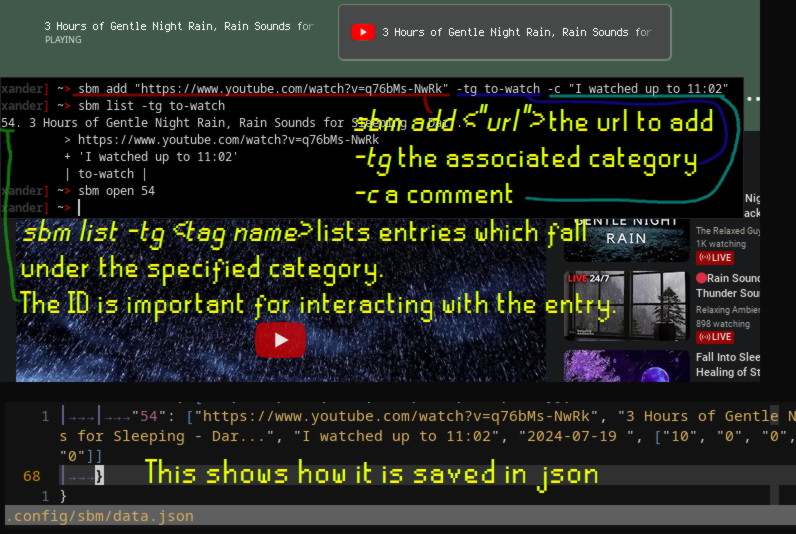 3 Hours of Gentle Night Rain, Rain Sounds for
PLAYING
3 Hours of Gentle Night Rain, Rain Sounds for
xander] ~> sbm add "https://www.youtube.com/watch?v=q76bMs-NwRk" -tg to-watch -c "I watched up to 11:02"
xander] ~> sbm list -tg to-watch
54. 3 Hours of Gentle Night Rain, Rain Sounds for
> https://www.youtube.com/watch?v=q76bMs-NwRk
+ 'I watched up to 11:02'
| to-watch |
xander] ~> sbm open 54
xander] ~>
sbm add <"url"> the url to add
-tg the associated category
-c a comment
sbm list -tg <tag name> lists entries which fall
under the specified category.
The ID is important for interacting with the entry.
GENTLE NIGHT
RAIN
Nig
ack
The Relaxed Guy
1K watching
LIVE
LIVE 24/7
Rain Sound
Thunder Sou
Relaxing Ambien
898 watching
LIVE
Fall Into Slee
Healing of St
1 "54": ["https://www.youtube.com/watch?v=q76bMs-NwRk", "3 Hours of Gentle N
s for Sleeping - Dar...", "I watched up to 11:02", "2024-07-19 ", ["10", "0", "0",
"0"]]
68 }
This shows how it is saved in json
1 }
.config/sbm/data.json